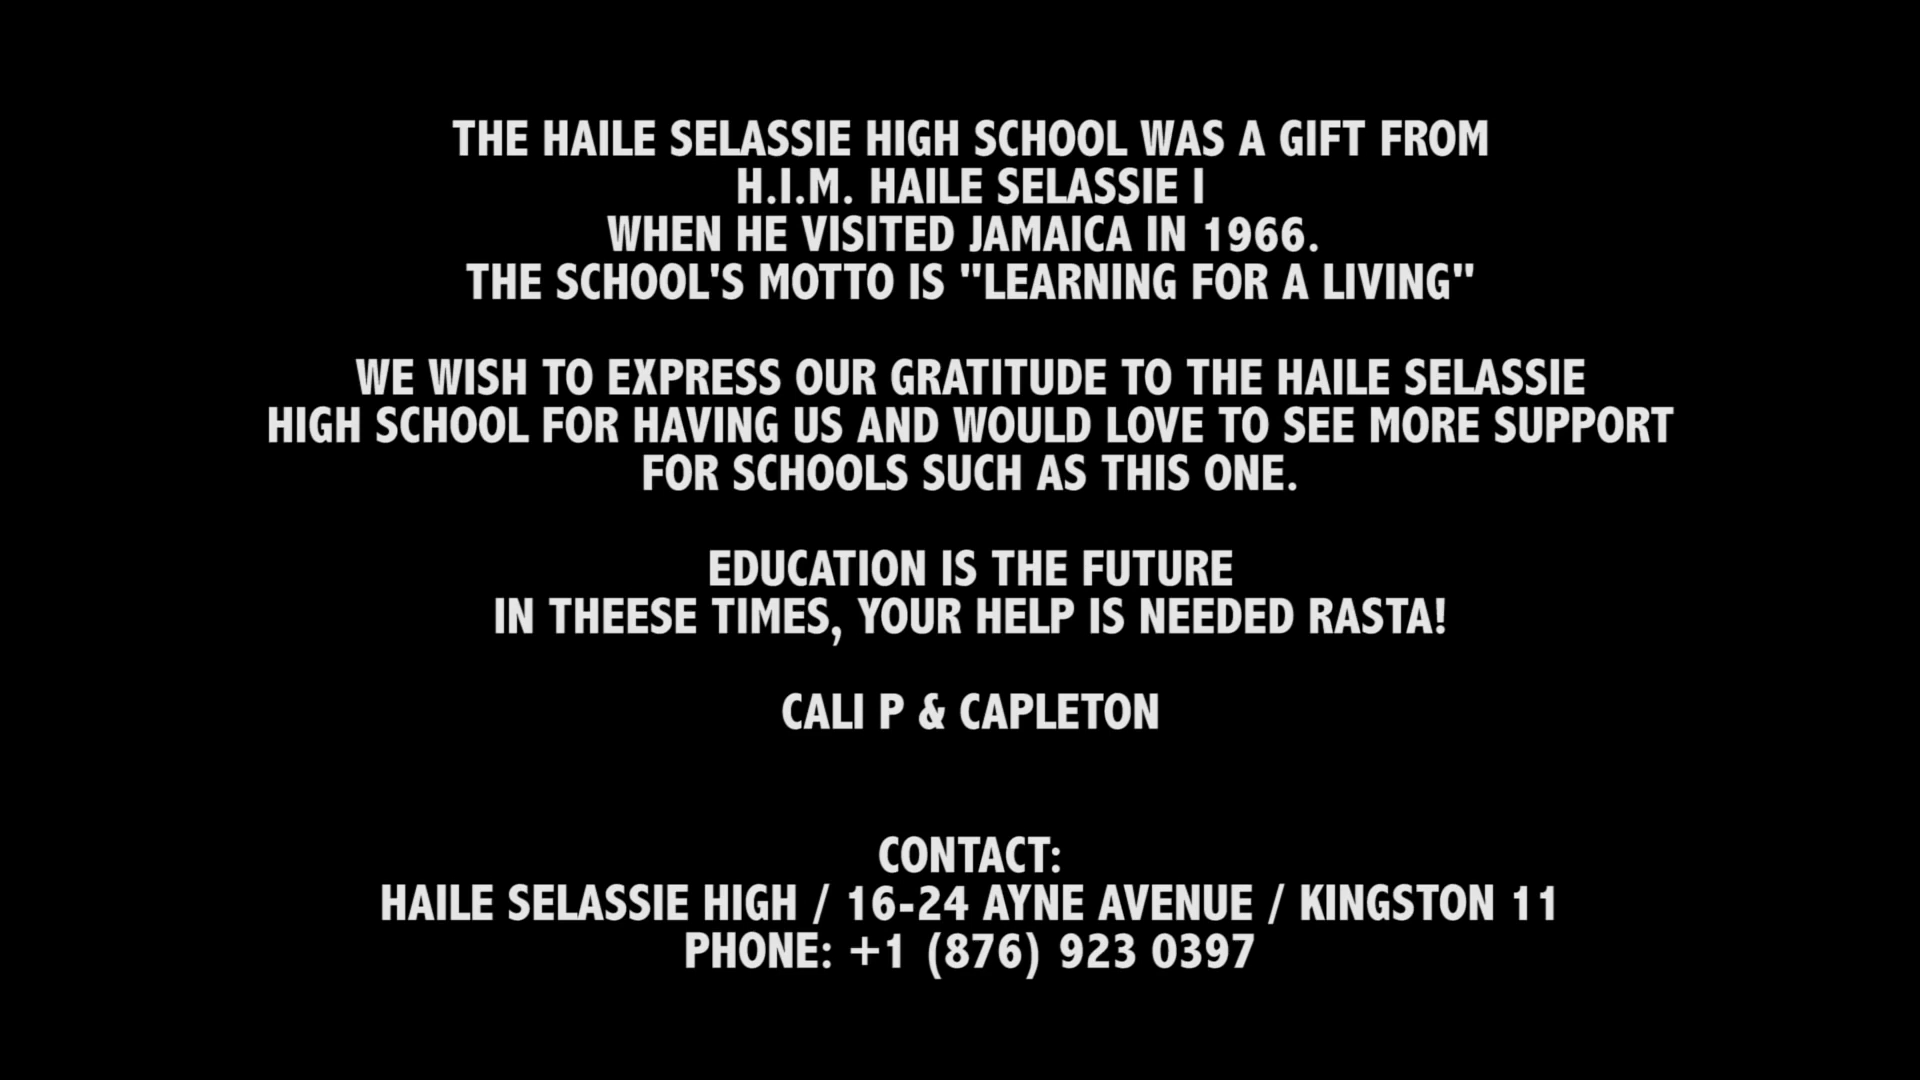 THE HAILE SELASSIE HIGH SCHOOL WAS A GIFT FROM
H.I.M. HAILE SELASSIE I
WHEN HE VISITED JAMAICA IN 1966.
THE SCHOOL'S MOTTO IS "LEARNING FOR A LIVING"
WE WISH TO EXPRESS OUR GRATITUDE TO THE HAILE SELASSIE
HIGH SCHOOL FOR HAVING US AND WOULD LOVE TO SEE MORE SUPPORT
FOR SCHOOLS SUCH AS THIS ONE.
EDUCATION IS THE FUTURE
IN THEESE TIMES, YOUR HELP IS NEEDED RASTA!
CALI P & CAPLETON
CONTACT:
HAILE SELASSIE HIGH / 16-24 AYNE AVENUE / KINGSTON 11
PHONE: +1 (876) 923 0397